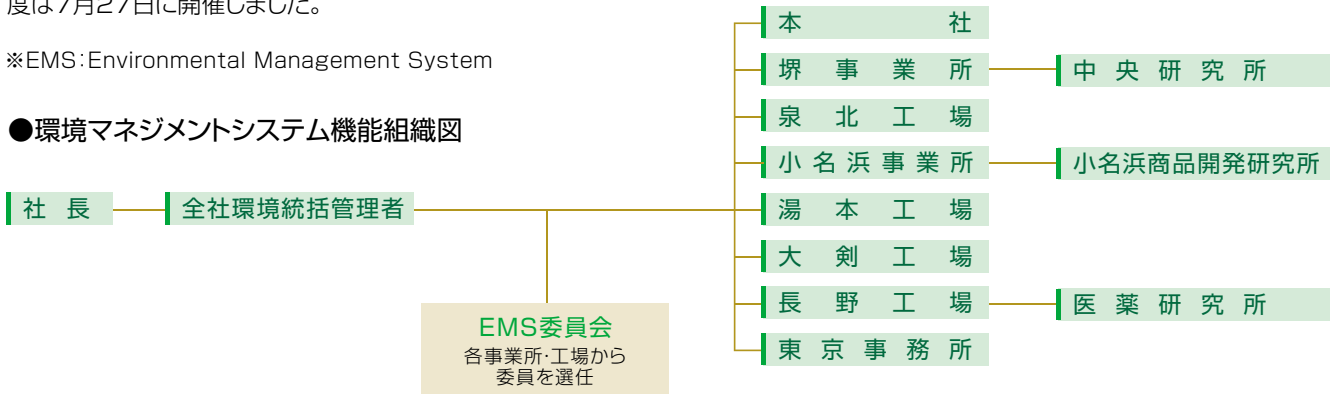 度は7月27日に開催しました。
※EMS：Environmental Management System
●環境マネジメントシステム機能組織図
社長
全社環境統括管理者
EMS委員会
各事業所・工場から
委員を選任
本社
堺事業所
中央研究所
泉北工場
小名浜事業所
小名浜商品開発研究所
湯本工場
大剣工場
長野工場
医薬研究所
東京事務所